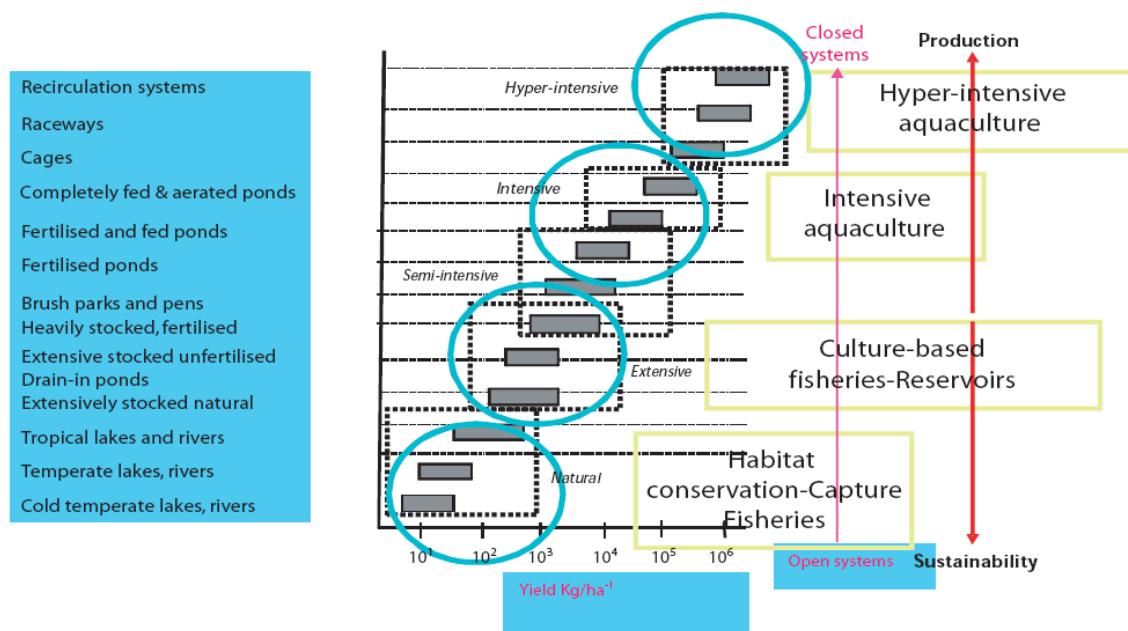 Recirculation systems
Raceways
Cages
Completely fed & aerated ponds
Fertilised and fed ponds
Fertilised ponds
Brush parks and pens
Heavily stocked, fertilised
Extensive stocked unfertilised
Drain-in ponds
Extensively stocked natural
Tropical lakes and rivers
Temperate lakes, rivers
Cold temperate lakes, rivers
Hyper-intensive
Intensive
Semi-intensive
Extensive
Natural
10¹ 10² 10³ 10⁴ 10⁵ 10⁶
Yield Kg/ha⁻¹
Closed
systems
Production
Hyper-intensive
aquaculture
Intensive
aquaculture
Culture-based
fisheries-Reservoirs
Habitat
conservation-Capture
Fisheries
Open systems
Sustainability